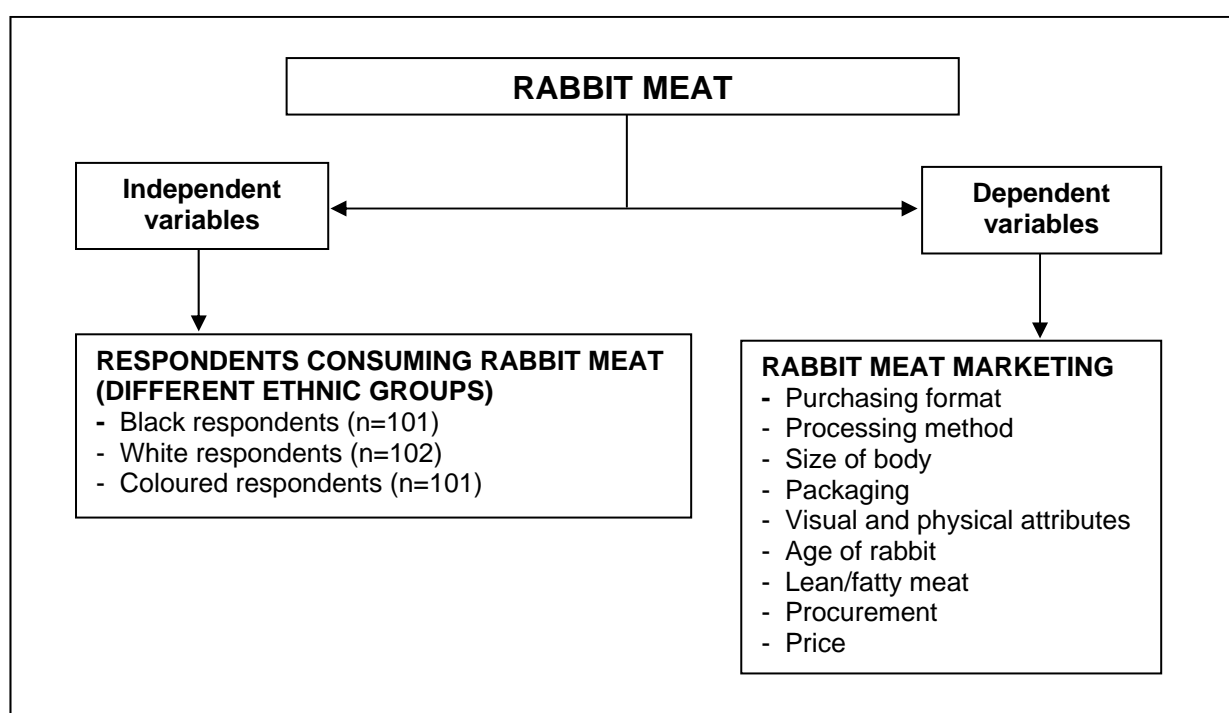 RABBIT MEAT
Independent
variables
Dependent
variables
RESPONDENTS CONSUMING RABBIT MEAT
(DIFFERENT ETHNIC GROUPS)
- Black respondents (n=101)
- White respondents (n=102)
- Coloured respondents (n=101)
RABBIT MEAT MARKETING
- Purchasing format
- Processing method
- Size of body
- Packaging
- Visual and physical attributes
- Age of rabbit
- Lean/fatty meat
- Procurement
- Price